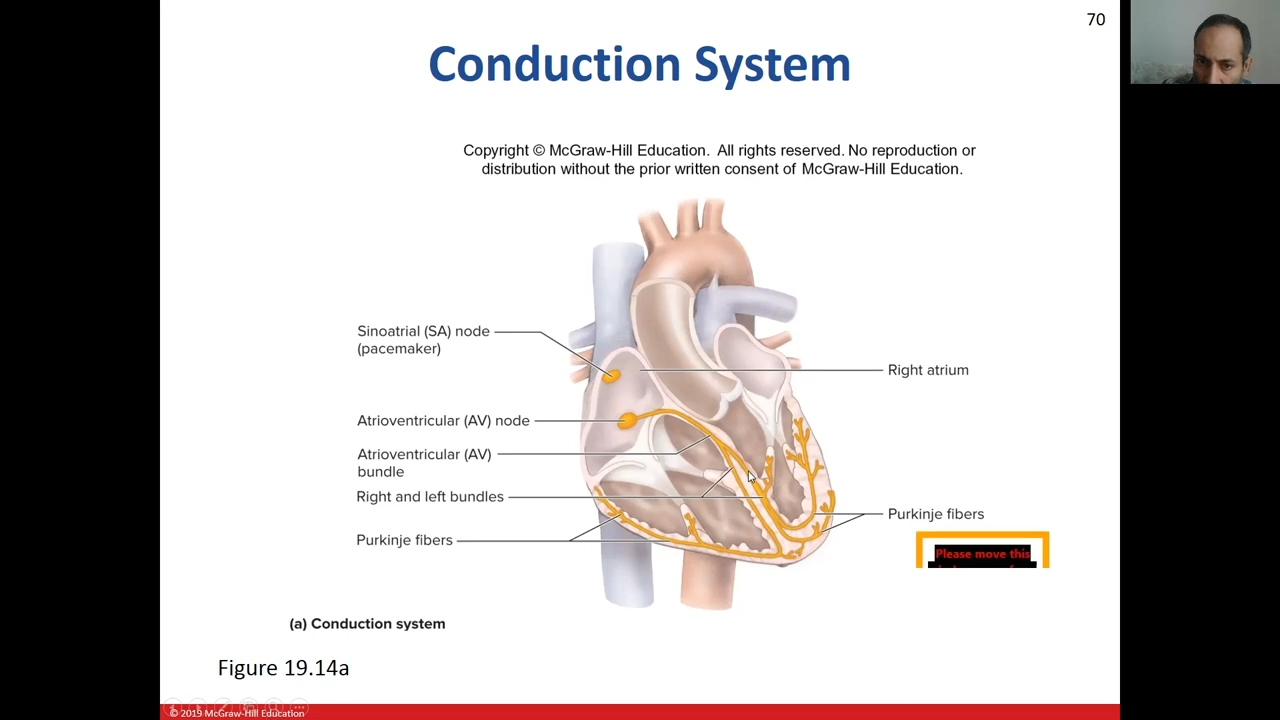 70
Conduction System
Copyright © McGraw-Hill Education. All rights reserved. No reproduction or
distribution without the prior written consent of McGraw-Hill Education.
Sinoatrial (SA) node
(pacemaker)
Right atrium
Atrioventricular (AV) node
Atrioventricular (AV)
bundle
Right and left bundles
Purkinje fibers
Purkinje fibers
Please move this
(a) Conduction system
Figure 19.14a
© 2019 McGraw-Hill Education